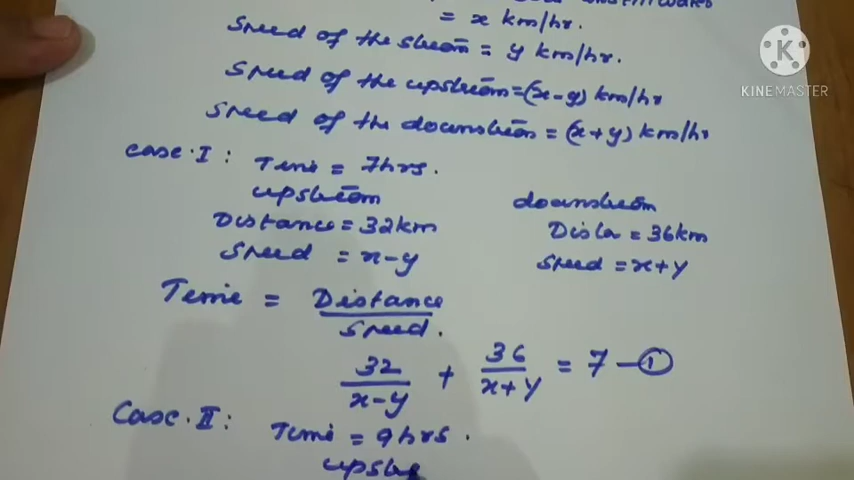 = x km/hr.
Speed of the stream = y km/hr.
Speed of the upstream = (x-y) km/hr
Speed of the downstream = (x+y) km/hr
K
KINEMASTER
Case.I: Time = 7hrs.
upstream downstream
Distance = 32km Dista = 36km
Speed = x-y Speed = x+y
Time = Distance
Speed.
32/x-y + 36/x+y = 7 - ①
Case.II: Time = 9hrs.